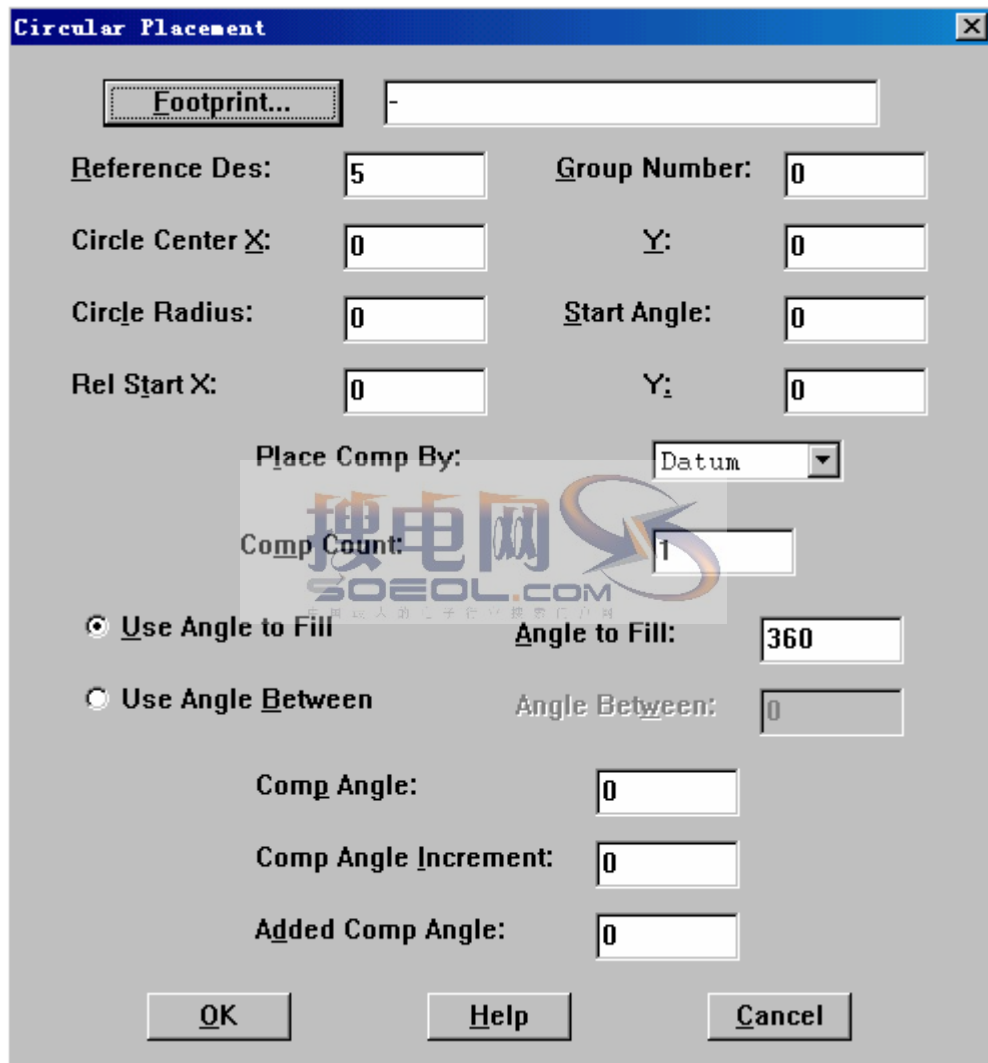 Circular Placement
Footprint... -
Reference Des: 5 Group Number: 0
Circle Center X: 0 Y: 0
Circle Radius: 0 Start Angle: 0
Rel Start X: 0 Y: 0
Place Comp By: Datum
搜电网
Comp Count: 1
SOEOL.COM
Use Angle to Fill Angle to Fill: 360
Use Angle Between Angle Between: 0
Comp Angle: 0
Comp Angle Increment: 0
Added Comp Angle: 0
OK Help Cancel